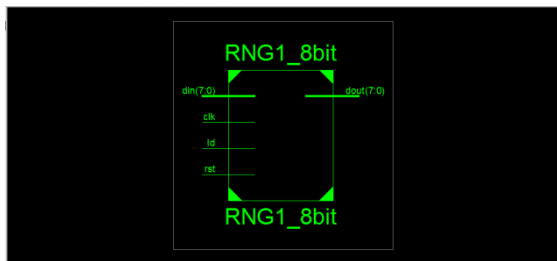 RNG1_8bit
din(7:0) dout(7:0)
clk
ld
rst
RNG1_8bit